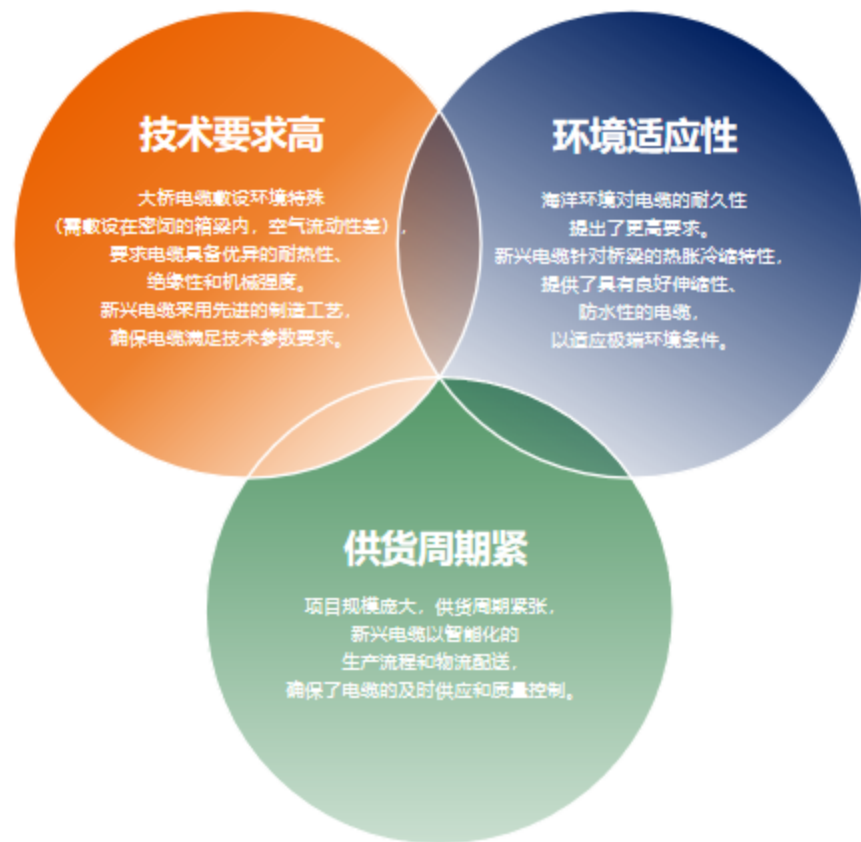 技术要求高
大桥电缆敷设环境特殊
（需敷设在密闭的箱梁内，空气流动性差），
要求电缆具备优异的耐热性、
绝缘性和机械强度。
新兴电缆采用先进的制造工艺，
确保电缆满足技术参数要求。
环境适应性
海洋环境对电缆的耐久性
提出了更高要求。
新兴电缆针对桥梁的热胀冷缩特性，
提供了具有良好伸缩性、
防水性的电缆，
以适应极端环境条件。
供货周期紧
项目规模庞大，供货周期紧张，
新兴电缆以智能化的
生产流程和物流配送，
确保了电缆的及时供应和质量控制。